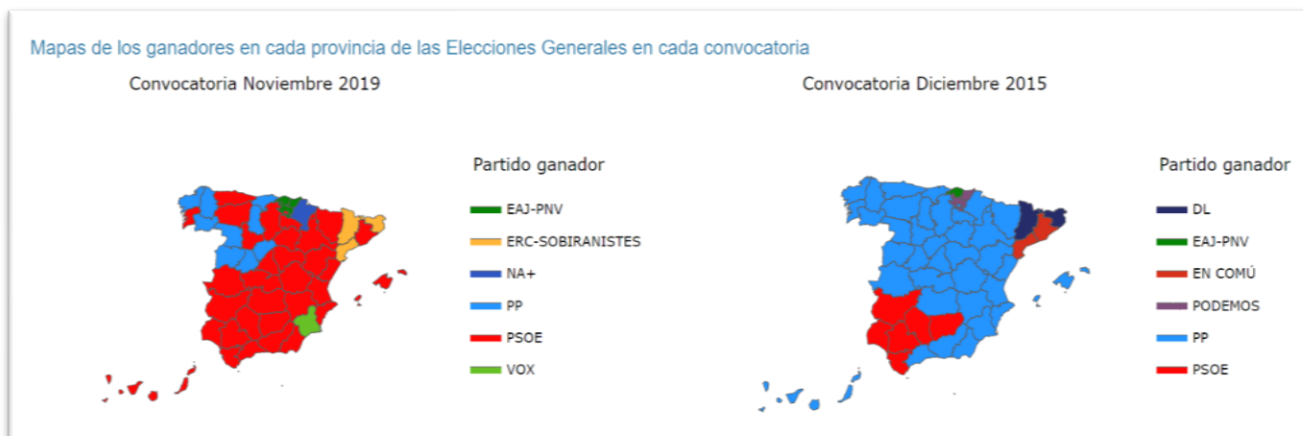 Mapas de los ganadores en cada provincia de las Elecciones Generales en cada convocatoria
Convocatoria Noviembre 2019
Partido ganador
EAJ-PNV
ERC-SOBIRANISTES
NA+
PP
PSOE
VOX
Convocatoria Diciembre 2015
Partido ganador
DL
EAJ-PNV
EN COMÚ
PODEMOS
PP
PSOE